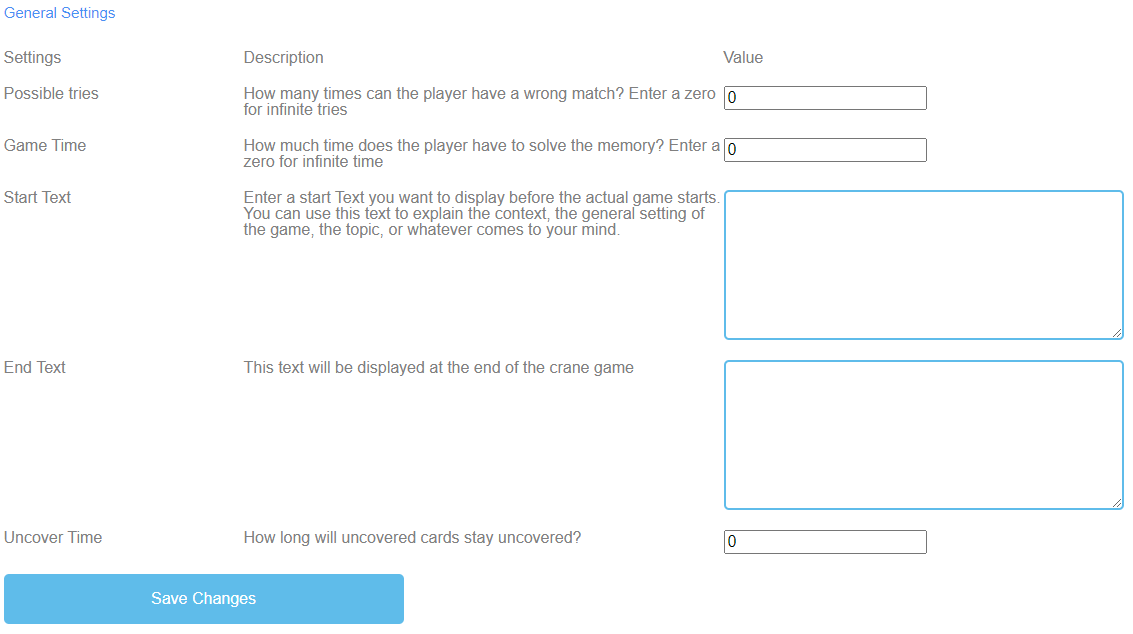 General Settings
Settings Description Value
Possible tries How many times can the player have a wrong match? Enter a zero 0
for infinite tries
Game Time How much time does the player have to solve the memory? Enter a 0
zero for infinite time
Start Text Enter a start Text you want to display before the actual game starts.
You can use this text to explain the context, the general setting of
the game, the topic, or whatever comes to your mind.
End Text This text will be displayed at the end of the crane game
Uncover Time How long will uncovered cards stay uncovered? 0
Save Changes